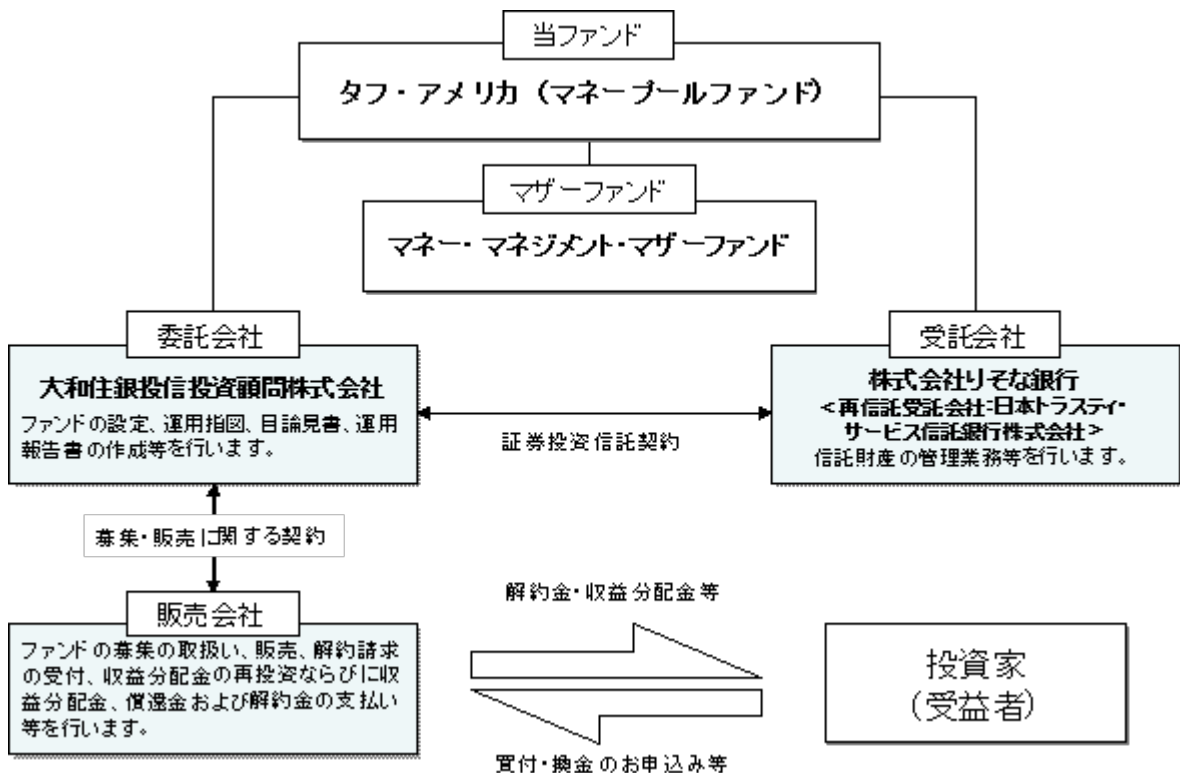 当ファンド
タフ・アメリカ（マネープールファンド）
マザーファンド
マネー・マネジメント・マザーファンド
委託会社
大和住銀投信投資顧問株式会社
ファンドの設定、運用指図、目論見書、運用
報告書の作成等を行います。
証券投資信託契約
受託会社
株式会社りそな銀行
＜再信託受託会社:日本トラスティ・
サービス信託銀行株式会社＞
信託財産の管理業務等を行います。
募集・販売に関する契約
販売会社
ファンドの募集の取扱い、販売、解約請求
の受付、収益分配金の再投資ならびに収
益分配金、償還金および解約金の支払い
等を行います。
解約金・収益分配金等
買付・換金のお申込み等
投資家
（受益者）